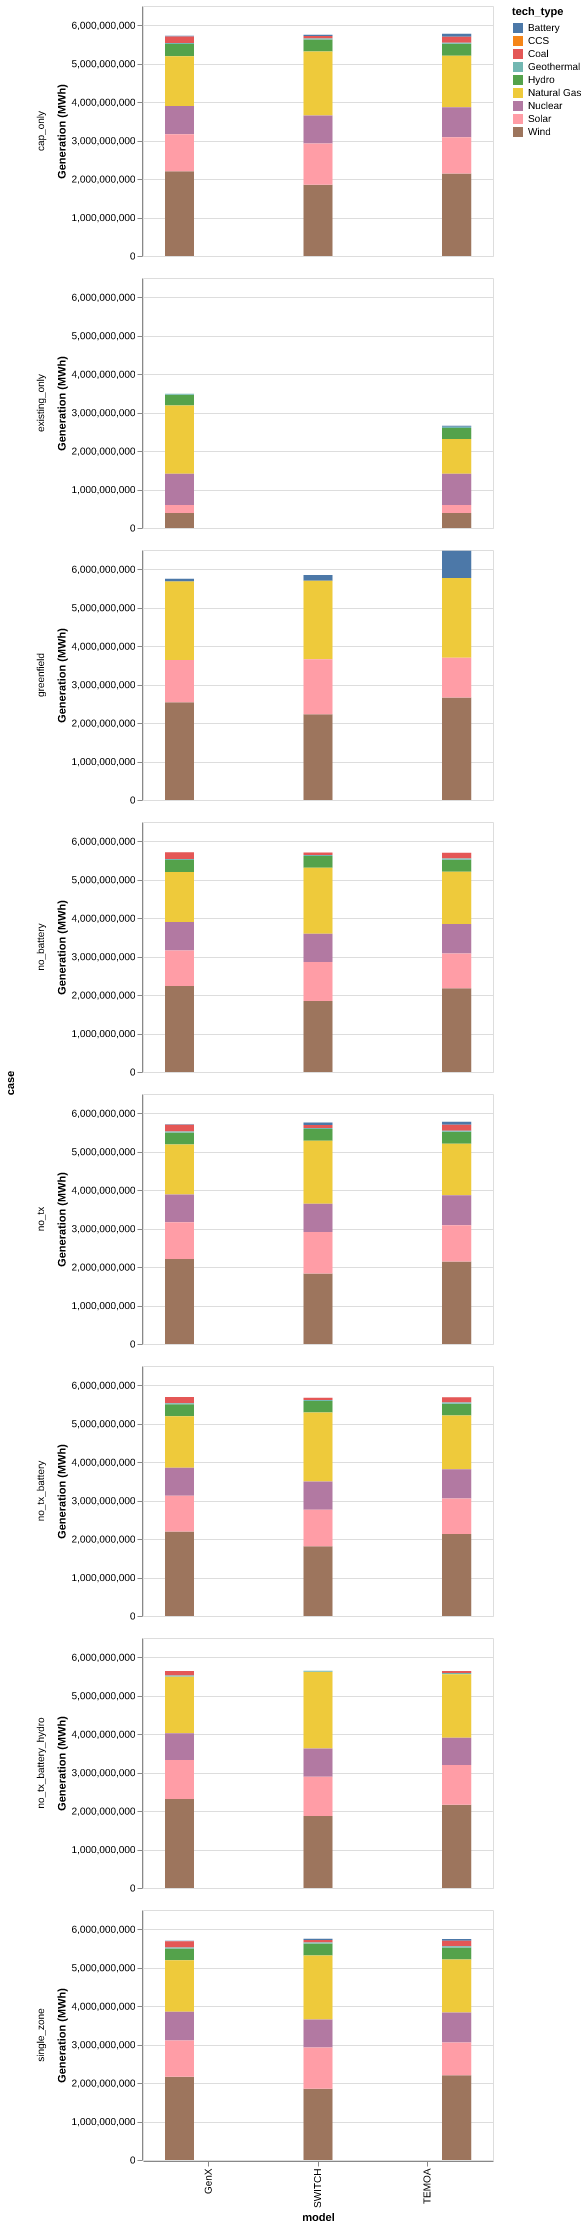 tech_type
Battery
CCS
Coal
Geothermal
Hydro
Natural Gas
Nuclear
Solar
Wind
case
cap_only
Generation (MWh)
6,000,000,000
5,000,000,000
4,000,000,000
3,000,000,000
2,000,000,000
1,000,000,000
0
existing_only
Generation (MWh)
6,000,000,000
5,000,000,000
4,000,000,000
3,000,000,000
2,000,000,000
1,000,000,000
0
greenfield
Generation (MWh)
6,000,000,000
5,000,000,000
4,000,000,000
3,000,000,000
2,000,000,000
1,000,000,000
0
no_battery
Generation (MWh)
6,000,000,000
5,000,000,000
4,000,000,000
3,000,000,000
2,000,000,000
1,000,000,000
0
no_tx
Generation (MWh)
6,000,000,000
5,000,000,000
4,000,000,000
3,000,000,000
2,000,000,000
1,000,000,000
0
no_tx_battery
Generation (MWh)
6,000,000,000
5,000,000,000
4,000,000,000
3,000,000,000
2,000,000,000
1,000,000,000
0
no_tx_battery_hydro
Generation (MWh)
6,000,000,000
5,000,000,000
4,000,000,000
3,000,000,000
2,000,000,000
1,000,000,000
0
single_zone
Generation (MWh)
6,000,000,000
5,000,000,000
4,000,000,000
3,000,000,000
2,000,000,000
1,000,000,000
0
GenX
SWITCH
TEMOA
model